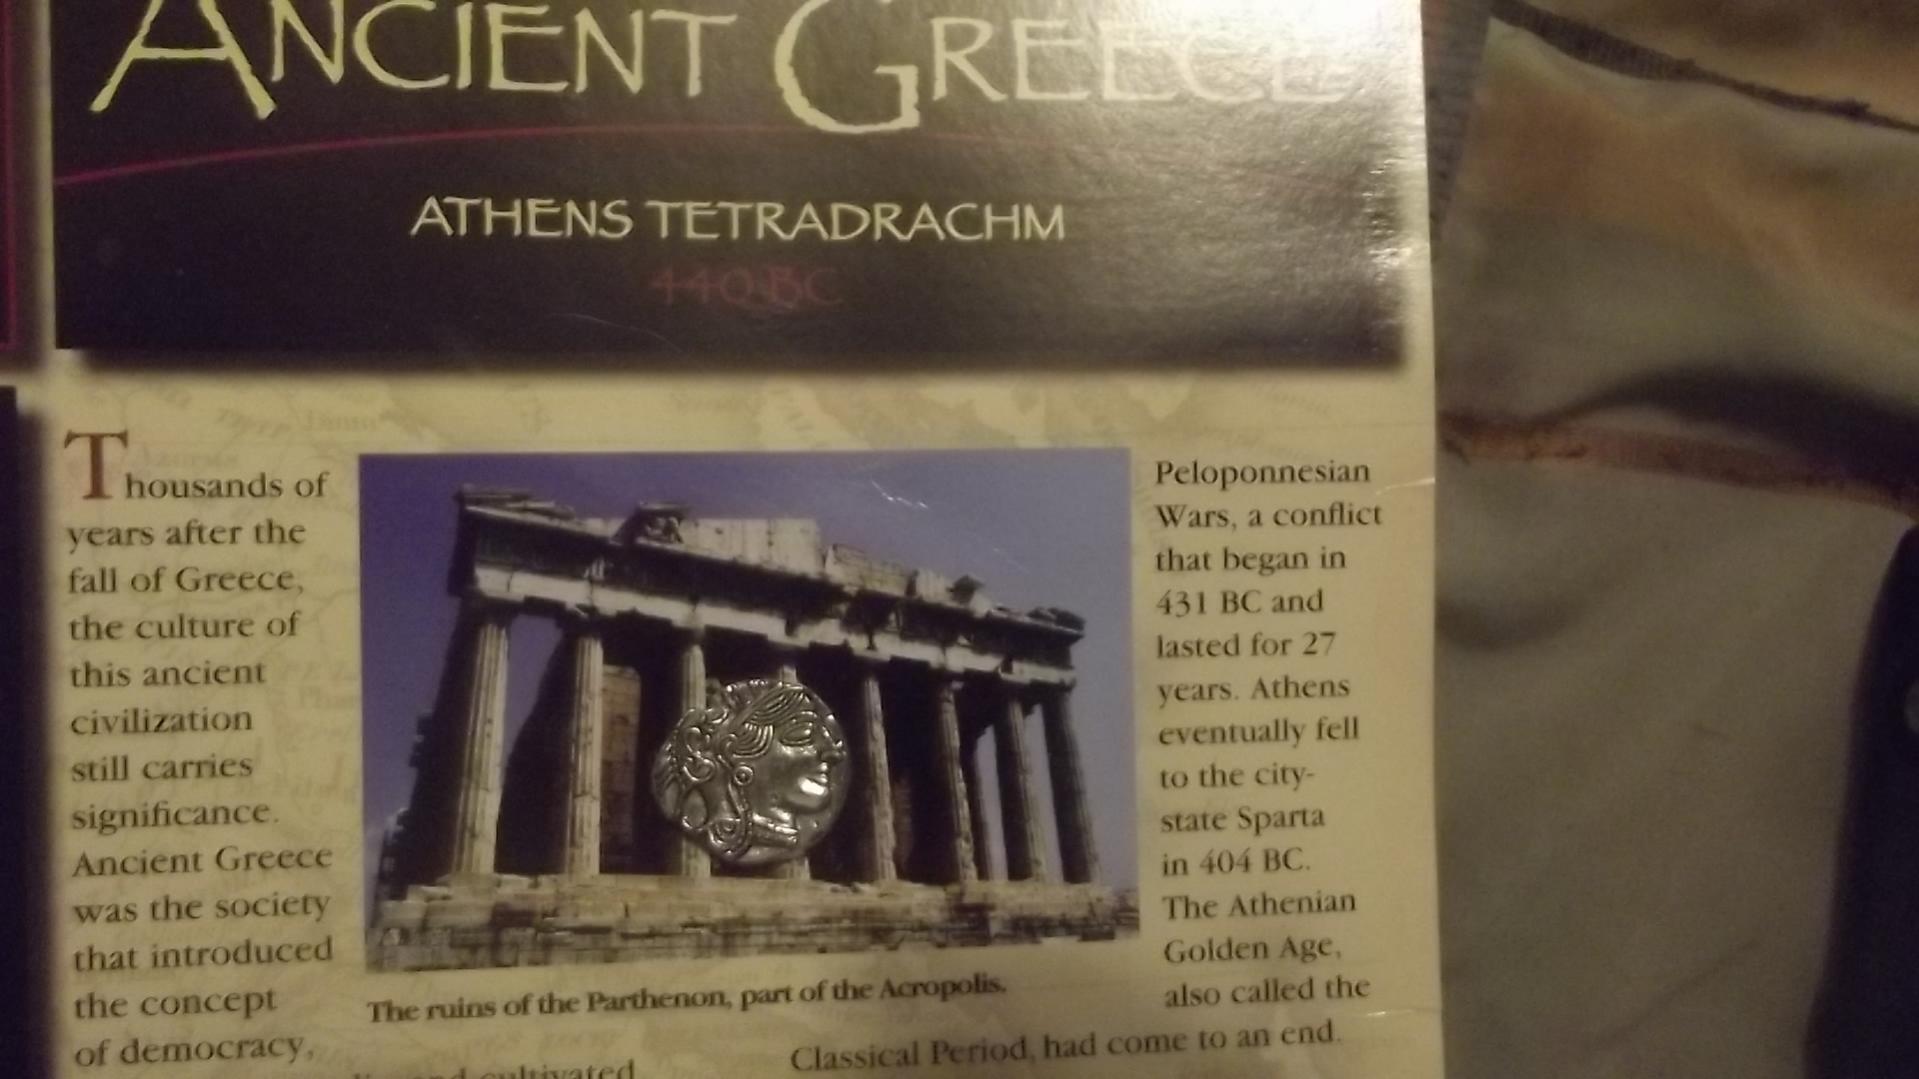 ANCIENT GREECE
ATHENS TETRADRACHM
440 BC
Thousands of
years after the
fall of Greece,
the culture of
this ancient
civilization
still carries
significance.
Ancient Greece
was the society
that introduced
the concept
of democracy,
cultivated
The ruins of the Parthenon, part of the Acropolis.
Peloponnesian
Wars, a conflict
that began in
431 BC and
lasted for 27
years. Athens
eventually fell
to the city-
state Sparta
in 404 BC.
The Athenian
Golden Age,
also called the
Classical Period, had come to an end.